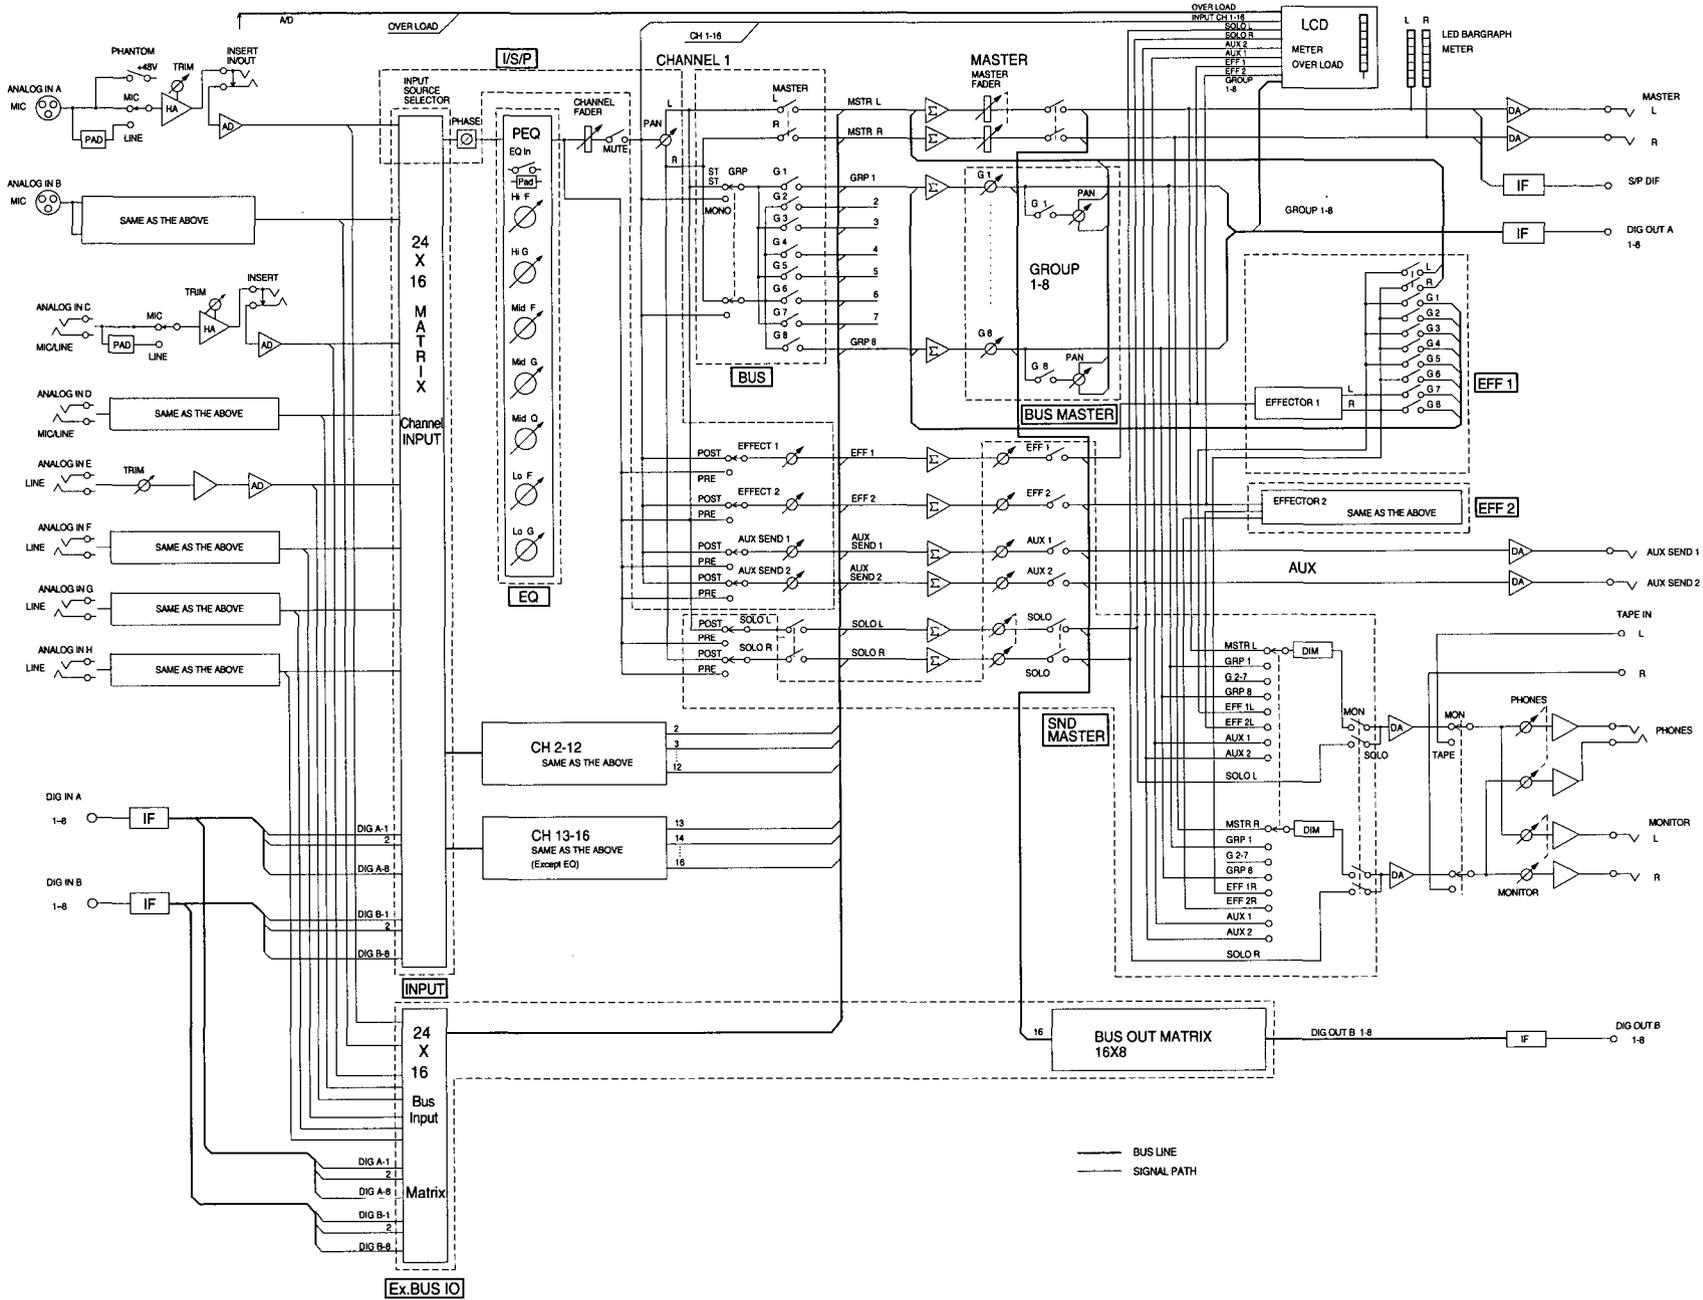 A/D
OVER LOAD
CH 1-16
OVER LOAD
INPUT CH 1-16
SOLO L
SOLO R
AUX 2
AUX 1
EFF 1
EFF 2
GROUP
1-8
LCD
METER
OVER LOAD
L R
LED BARGRAPH
METER
PHANTOM
+48V
TRIM
INSERT
IN/OUT
ANALOG IN A
MIC
MIC
LINE
PAD
HA
AD
ANALOG IN B
MIC
SAME AS THE ABOVE
ANALOG IN C
MIC/LINE
TRIM
INSERT
MIC
PAD
LINE
HA
AD
ANALOG IN D
MIC/LINE
SAME AS THE ABOVE
ANALOG IN E
LINE
TRIM
AD
ANALOG IN F
LINE
SAME AS THE ABOVE
ANALOG IN G
LINE
SAME AS THE ABOVE
ANALOG IN H
LINE
SAME AS THE ABOVE
DIG IN A
1-8
IF
DIG A-1
2
DIG A-8
DIG IN B
1-8
IF
DIG B-1
2
DIG B-8
I/S/P
INPUT
SOURCE
SELECTOR
24
X
16
M
A
T
R
I
X
Channel
INPUT
INPUT
PHASE
PEQ
EQ In
Pad
Hi F
Hi G
Mid F
Mid G
Mid Q
Lo F
Lo G
EQ
CHANNEL
FADER
MUTE
PAN
L
R
CHANNEL 1
MASTER
L
R
ST
ST
GRP
MONO
G 1
G 2
G 3
G 4
G 5
G 6
G 7
G 8
BUS
MSTR L
MSTR R
GRP 1
2
3
4
5
6
7
GRP 8
Σ
Σ
Σ
Σ
MASTER
MASTER
FADER
G 1
G 1
PAN
GROUP
1-8
G 8
G 8
PAN
BUS MASTER
POST
PRE
EFFECT 1
EFF 1
Σ
EFF 1
POST
PRE
EFFECT 2
EFF 2
Σ
EFF 2
POST
PRE
AUX SEND 1
AUX
SEND 1
Σ
AUX 1
POST
PRE
AUX SEND 2
AUX
SEND 2
Σ
AUX 2
POST
PRE
SOLO L
SOLO L
Σ
SOLO
POST
PRE
SOLO R
SOLO R
Σ
SOLO
SND
MASTER
CH 2-12
SAME AS THE ABOVE
2
3
12
CH 13-16
SAME AS THE ABOVE
(Except EQ)
13
14
16
DA
DA
MASTER
L
R
IF
S/P DIF
GROUP 1-8
IF
DIG OUT A
1-8
L
R
G 1
G 2
G 3
G 4
G 5
G 6
G 7
G 8
EFFECTOR 1
L
R
EFF 1
EFFECTOR 2
SAME AS THE ABOVE
EFF 2
AUX
DA
AUX SEND 1
DA
AUX SEND 2
TAPE IN
L
R
MSTR L
GRP 1
G 2-7
GRP 8
EFF 1L
EFF 2L
AUX 1
AUX 2
SOLO L
DIM
MON
SOLO
DA
MON
TAPE
PHONES
PHONES
MSTR R
GRP 1
G 2-7
GRP 8
EFF 1R
EFF 2R
AUX 1
AUX 2
SOLO R
DIM
DA
MONITOR
MONITOR
L
R
24
X
16
Bus
Input
Matrix
DIG A-1
2
DIG A-8
DIG B-1
2
DIG B-8
Ex.BUS IO
16
BUS OUT MATRIX
16X8
DIG OUT B 1-8
IF
DIG OUT B
1-8
BUS LINE
SIGNAL PATH